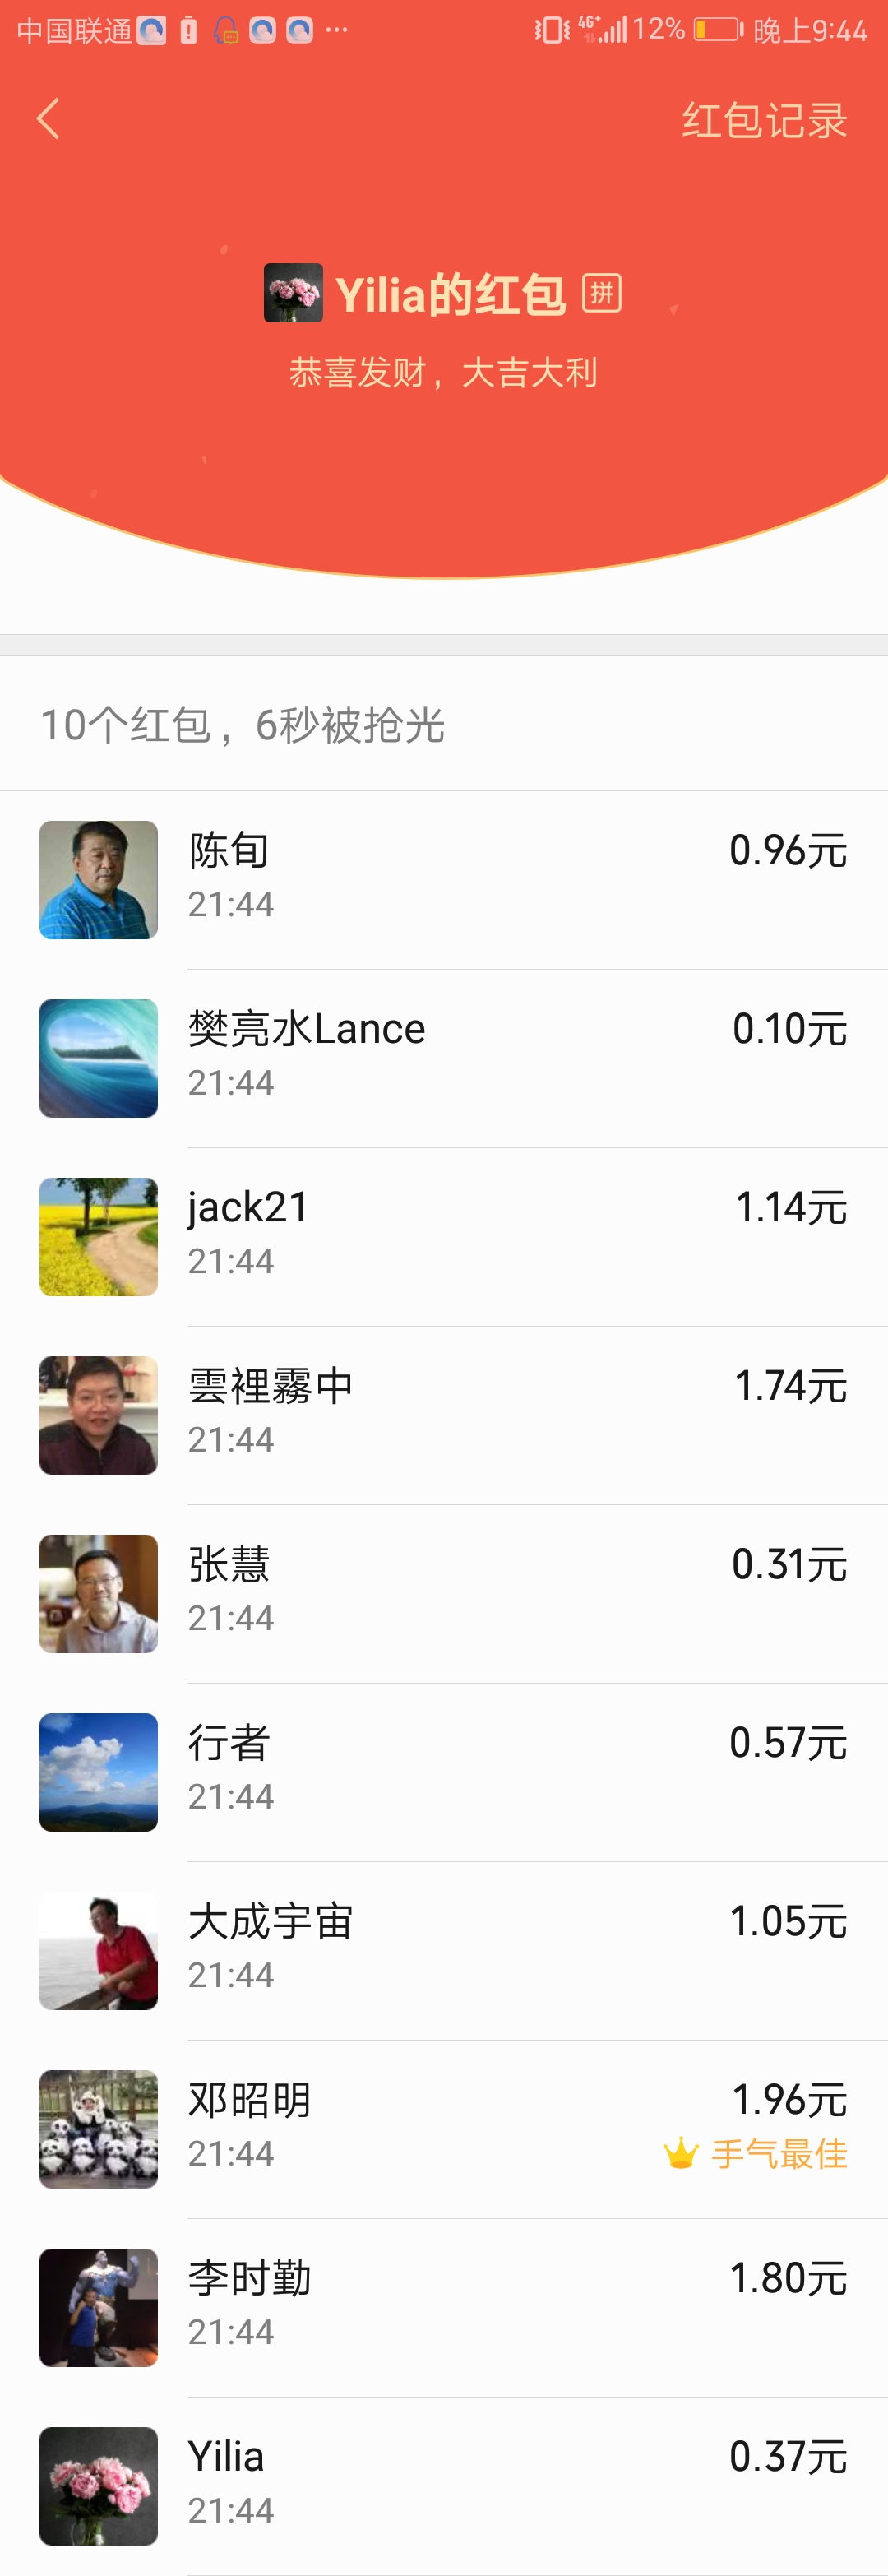 中国联通 4G+ 12% 晚上9:44
红包记录
Yilia的红包 拼
恭喜发财，大吉大利
10个红包，6秒被抢光
陈旬 0.96元
21:44
樊亮水Lance 0.10元
21:44
jack21 1.14元
21:44
雲裡霧中 1.74元
21:44
张慧 0.31元
21:44
行者 0.57元
21:44
大成宇宙 1.05元
21:44
邓昭明 1.96元
21:44 手气最佳
李时勤 1.80元
21:44
Yilia 0.37元
21:44